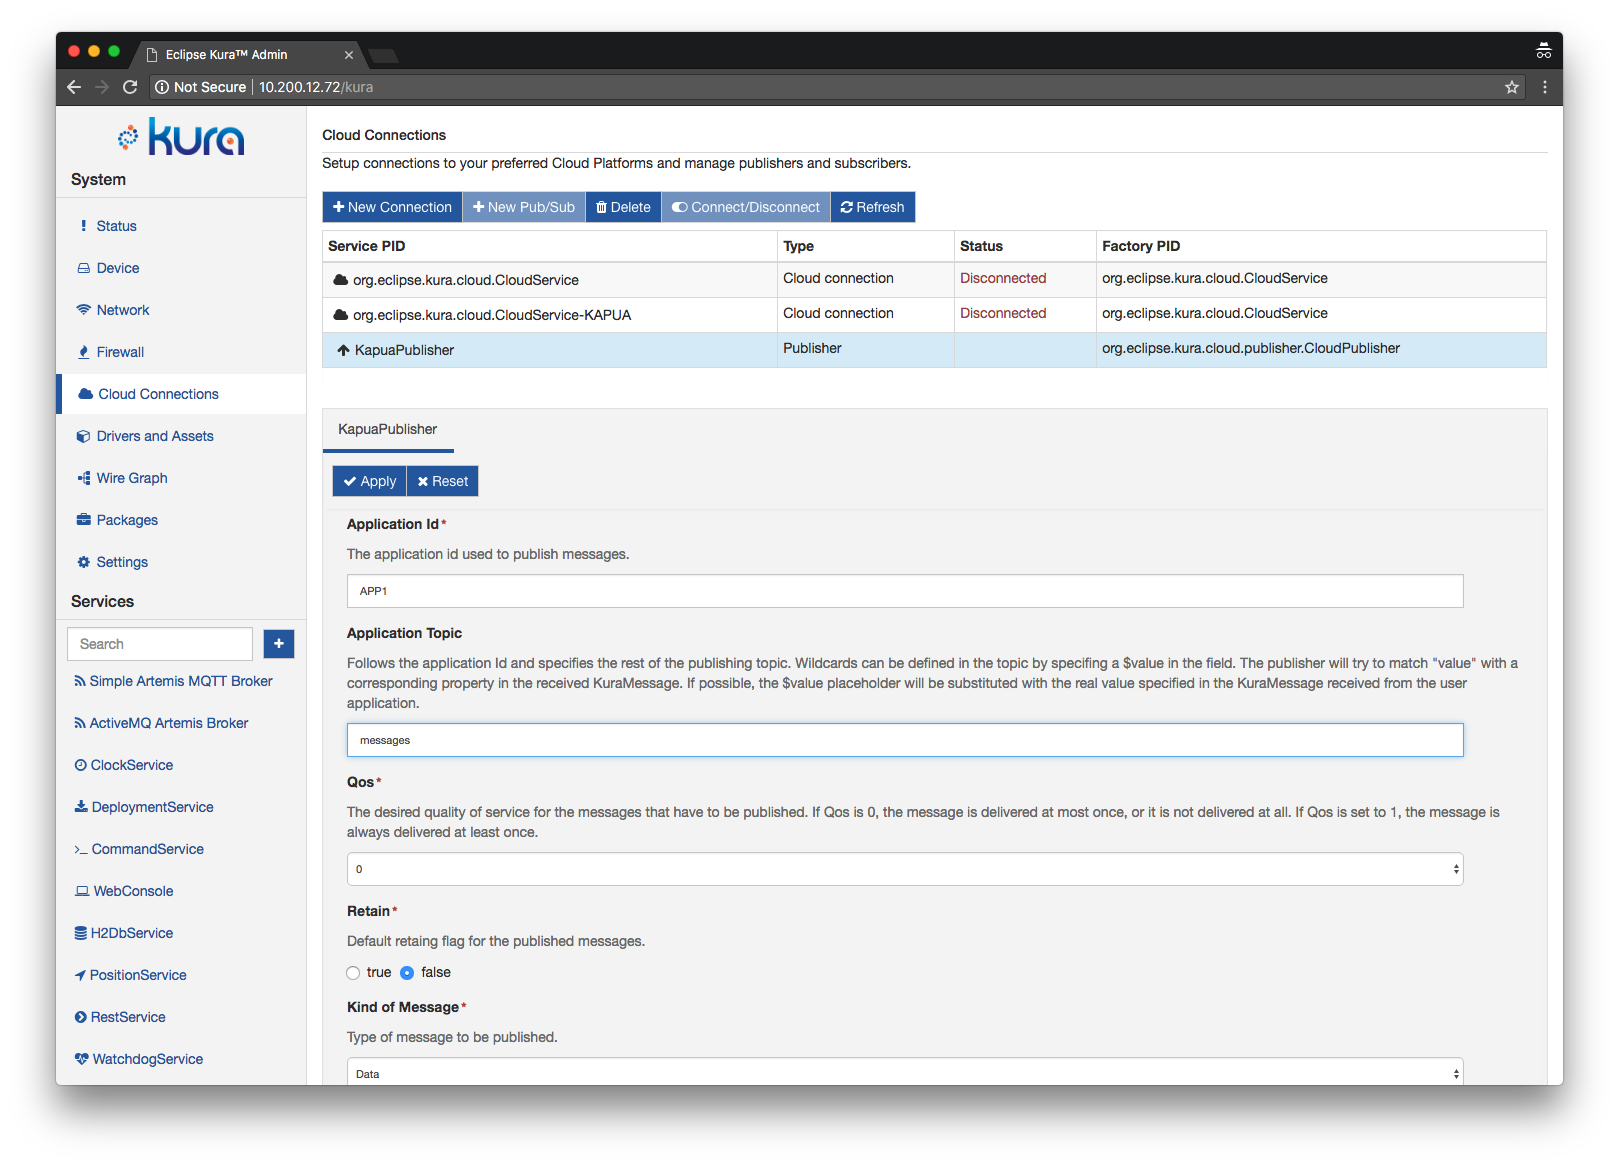 Eclipse Kura™ Admin
Not Secure 10.200.12.72/kura
kura
System
Status
Device
Network
Firewall
Cloud Connections
Drivers and Assets
Wire Graph
Packages
Settings
Services
Search
Simple Artemis MQTT Broker
ActiveMQ Artemis Broker
ClockService
DeploymentService
CommandService
WebConsole
H2DbService
PositionService
RestService
WatchdogService
Cloud Connections
Setup connections to your preferred Cloud Platforms and manage publishers and subscribers.
New Connection New Pub/Sub Delete Connect/Disconnect Refresh
Service PID Type Status Factory PID
org.eclipse.kura.cloud.CloudService Cloud connection Disconnected org.eclipse.kura.cloud.CloudService
org.eclipse.kura.cloud.CloudService-KAPUA Cloud connection Disconnected org.eclipse.kura.cloud.CloudService
KapuaPublisher Publisher org.eclipse.kura.cloud.publisher.CloudPublisher
KapuaPublisher
Apply Reset
Application Id*
The application id used to publish messages.
APP1
Application Topic
Follows the application Id and specifies the rest of the publishing topic. Wildcards can be defined in the topic by specifing a $value in the field. The publisher will try to match "value" with a
corresponding property in the received KuraMessage. If possible, the $value placeholder will be substituted with the real value specified in the KuraMessage received from the user
application.
messages
Qos*
The desired quality of service for the messages that have to be published. If Qos is 0, the message is delivered at most once, or it is not delivered at all. If Qos is set to 1, the message is
always delivered at least once.
0
Retain*
Default retaing flag for the published messages.
true false
Kind of Message*
Type of message to be published.
Data